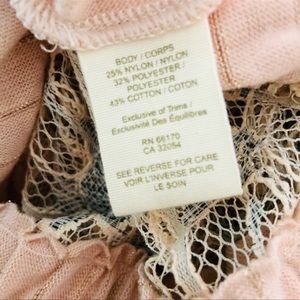 BODY / CORPS
25% NYLON / NYLON
32% POLYESTER /
POLYESTER
43% COTTON / COTON
Exclusive of Trims /
Exclusivité Des Équilibres
RN 66170
CA 32054
SEE REVERSE FOR CARE
VOIR L'INVERSE POUR
LE SOIN